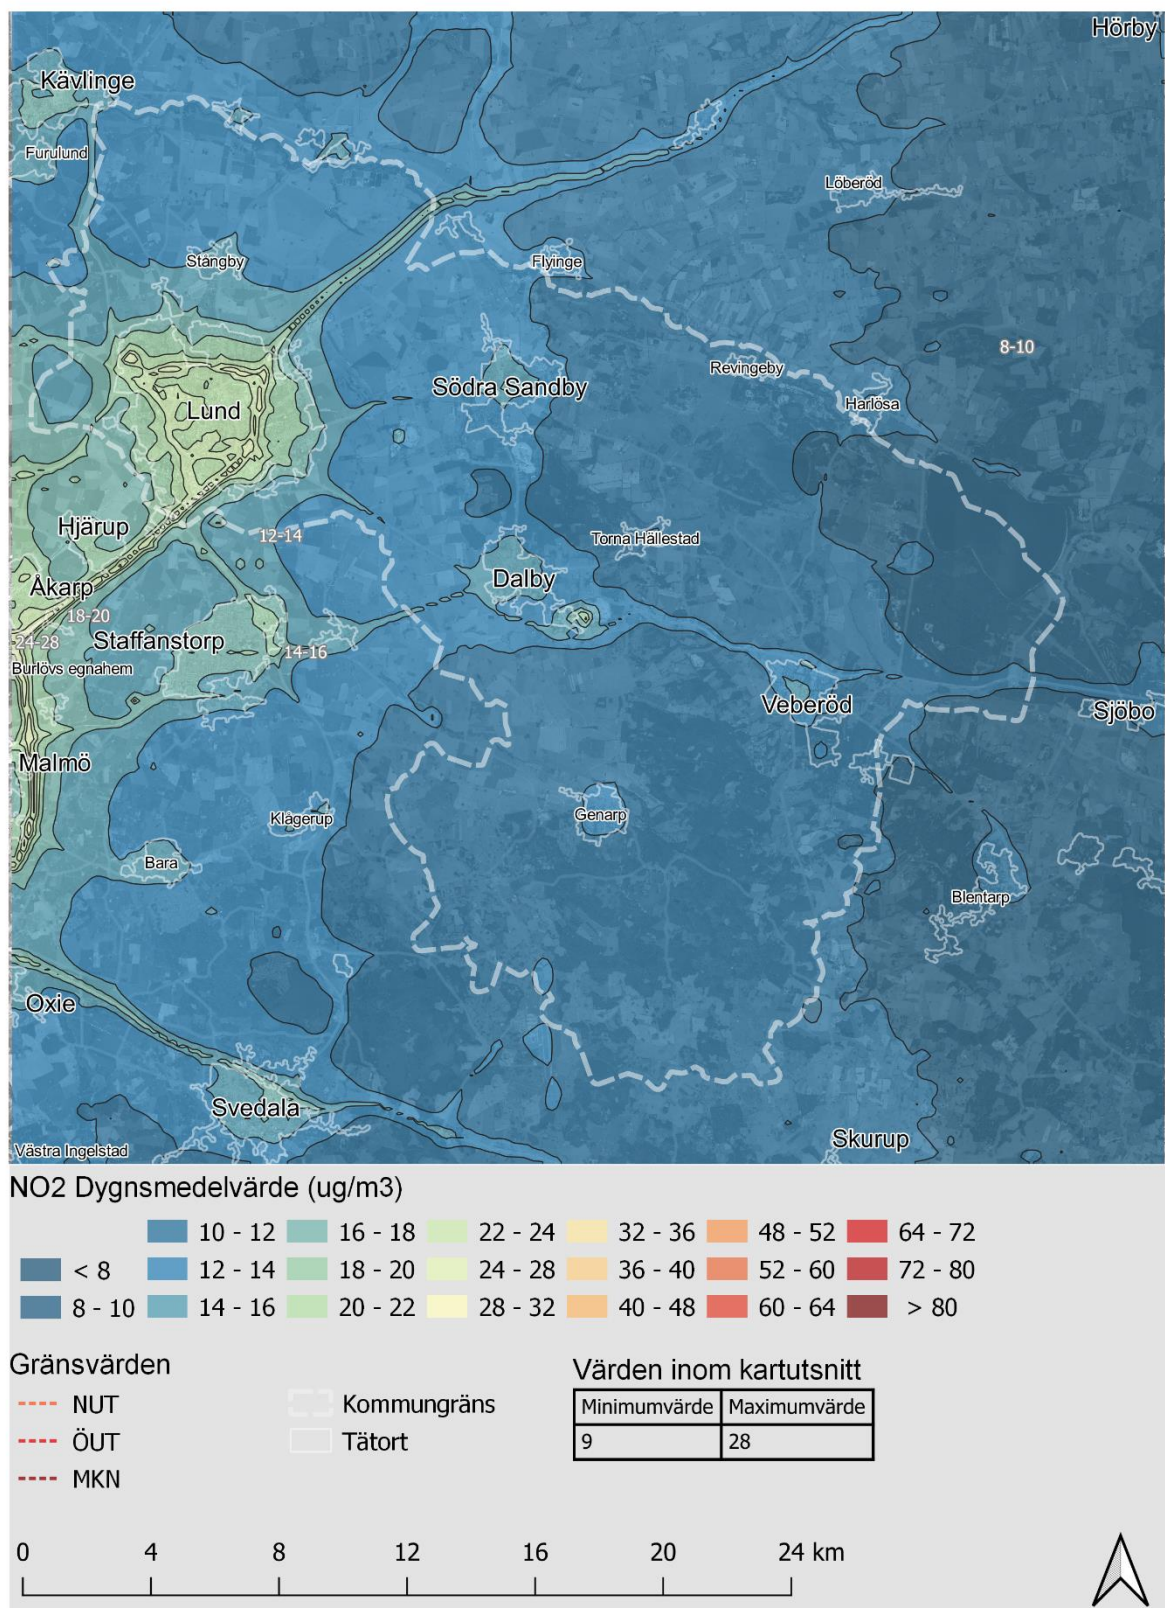 Hörby
Kävlinge
Furulund
Löberöd
Stångby
Flyinge
8-10
Revingeby
Södra Sandby
Harlösa
Lund
Hjärup
12-14
Torna Hällestad
Dalby
Åkarp
18-20
24-28
Staffanstorp
14-16
Burlövs egnahem
Veberöd
Sjöbo
Malmö
Klågerup
Genarp
Bara
Blentarp
Oxie
Svedala
Skurup
Västra Ingelstad
NO2 Dygnsmedelvärde (ug/m3)
10 - 12 16 - 18 22 - 24 32 - 36 48 - 52 64 - 72
< 8 12 - 14 18 - 20 24 - 28 36 - 40 52 - 60 72 - 80
8 - 10 14 - 16 20 - 22 28 - 32 40 - 48 60 - 64 > 80
Gränsvärden
NUT
ÖUT
MKN
Kommungräns
Tätort
Värden inom kartutsnitt
Minimumvärde Maximumvärde
9 28
0 4 8 12 16 20 24 km